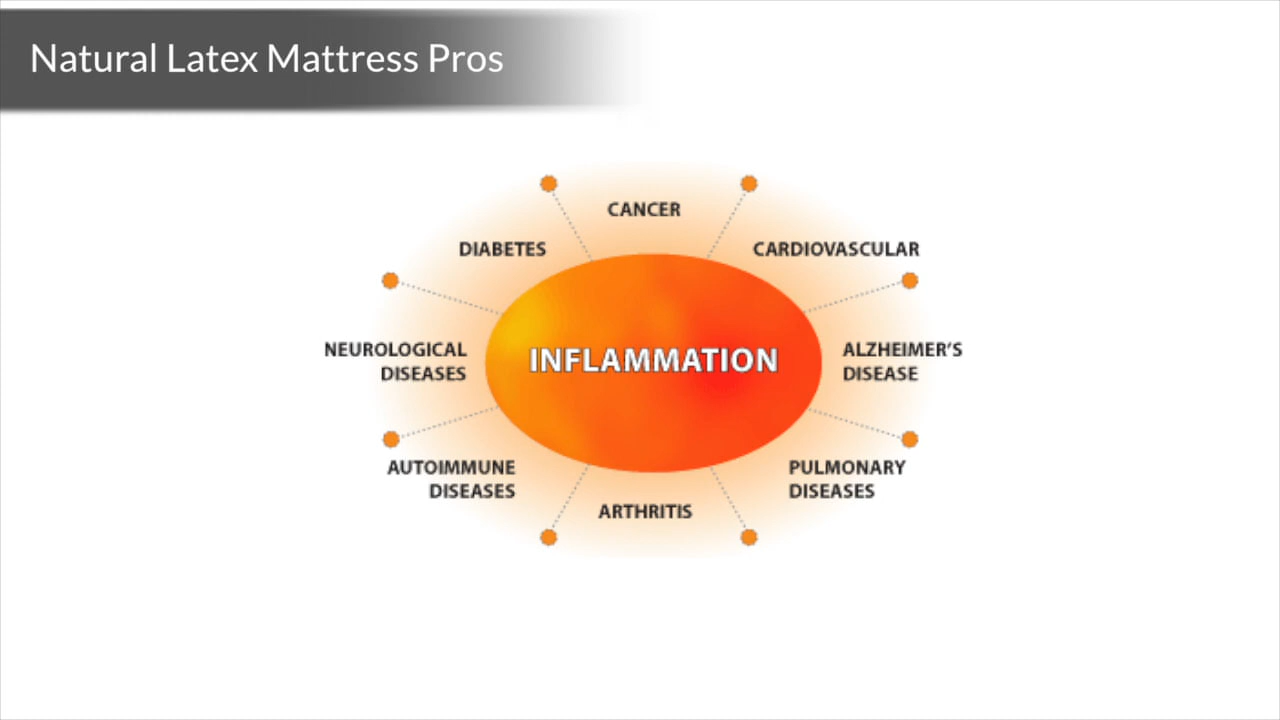 Natural Latex Mattress Pros
CANCER
DIABETES
CARDIOVASCULAR
NEUROLOGICAL
DISEASES
INFLAMMATION
ALZHEIMER'S
DISEASE
AUTOIMMUNE
DISEASES
PULMONARY
DISEASES
ARTHRITIS